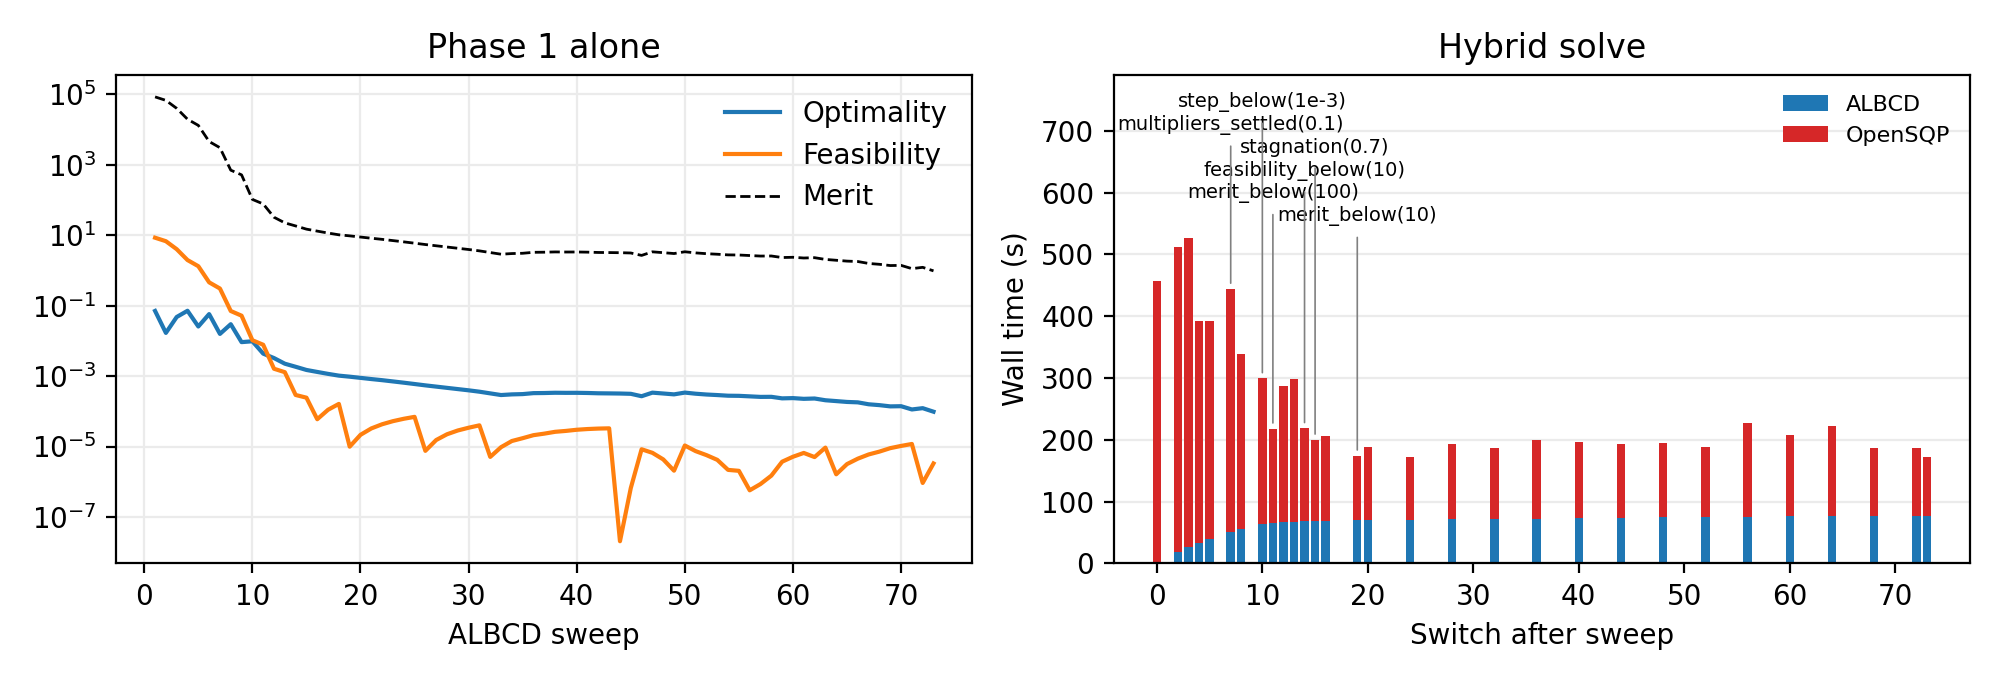 Phase 1 alone
10^5
10^3
10^1
10^−1
10^−3
10^−5
10^−7
Optimality
Feasibility
Merit
0 10 20 30 40 50 60 70
ALBCD sweep
Hybrid solve
Wall time (s)
700
600
500
400
300
200
100
0
step_below(1e-3)
multipliers_settled(0.1)
stagnation(0.7)
feasibility_below(10)
merit_below(100)
merit_below(10)
ALBCD
OpenSQP
0 10 20 30 40 50 60 70
Switch after sweep